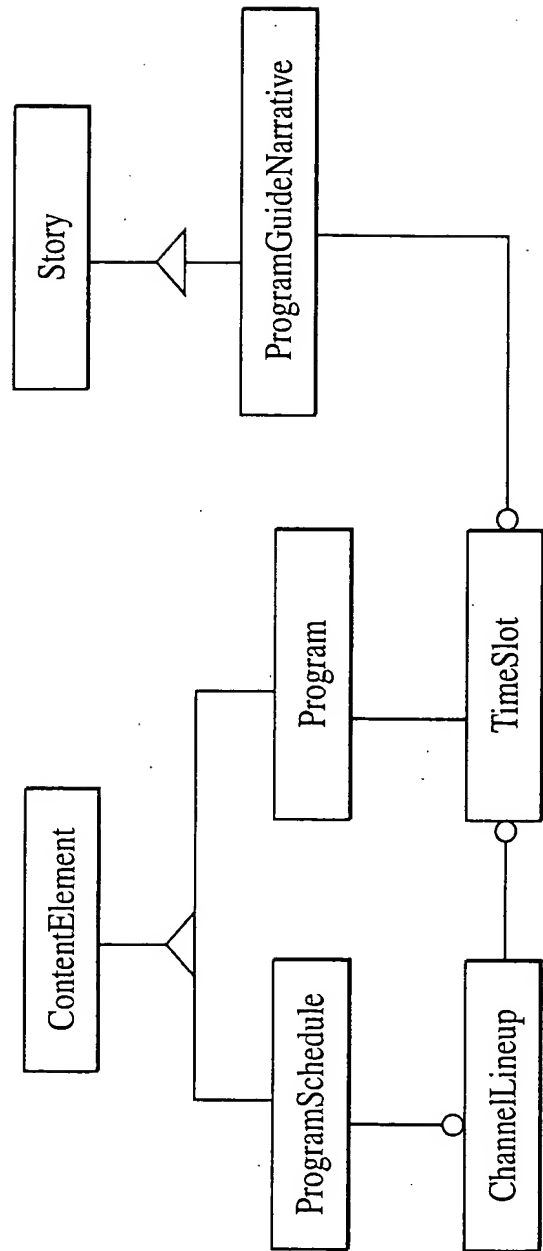 ContentElement
Story
ProgramSchedule
Program
ProgramGuideNarrative
ChannelLineup
TimeSlot